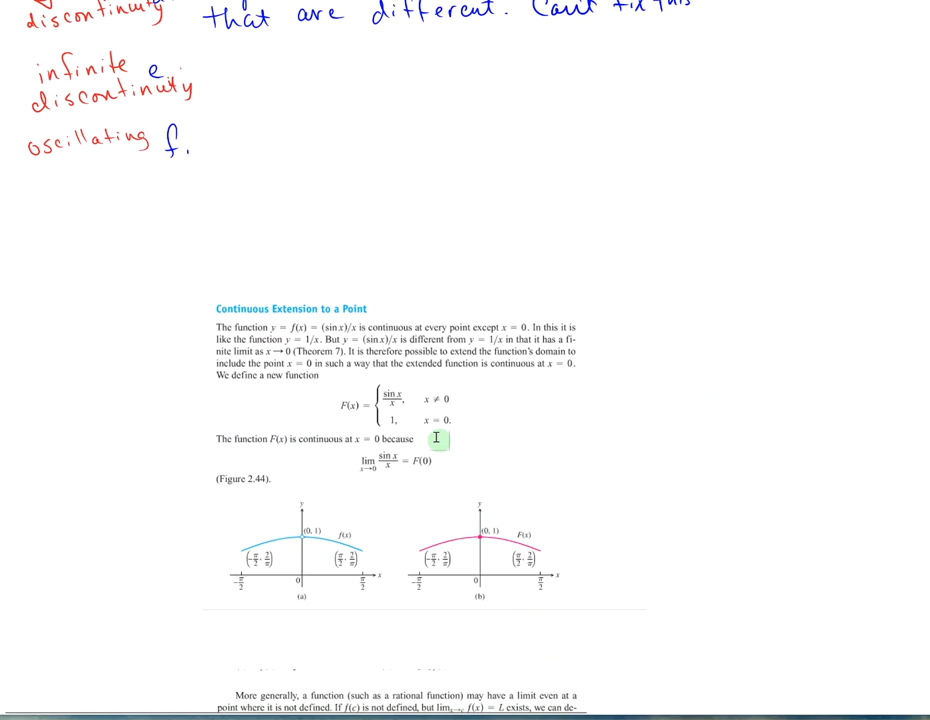 discontinuity that are different. Can't fix this
infinite e.
discontinuity
oscillating f.
Continuous Extension to a Point
The function y = f(x) = (sin x)/x is continuous at every point except x = 0. In this it is
like the function y = 1/x. But y = (sin x)/x is different from y = 1/x in that it has a fi-
nite limit as x → 0 (Theorem 7). It is therefore possible to extend the function's domain to
include the point x = 0 in such a way that the extended function is continuous at x = 0.
We define a new function
F(x) = { sin x / x, x ≠ 0
1, x = 0.
The function F(x) is continuous at x = 0 because
lim x→0 sin x / x = F(0)
(Figure 2.44).
y y
(0, 1) f(x) (0, 1) F(x)
(-π/2, 2/π) (π/2, 2/π) (-π/2, 2/π) (π/2, 2/π)
-π/2 0 π/2 x -π/2 0 π/2 x
(a) (b)
More generally, a function (such as a rational function) may have a limit even at a
point where it is not defined. If f(c) is not defined, but lim x→c f(x) = L exists, we can de-